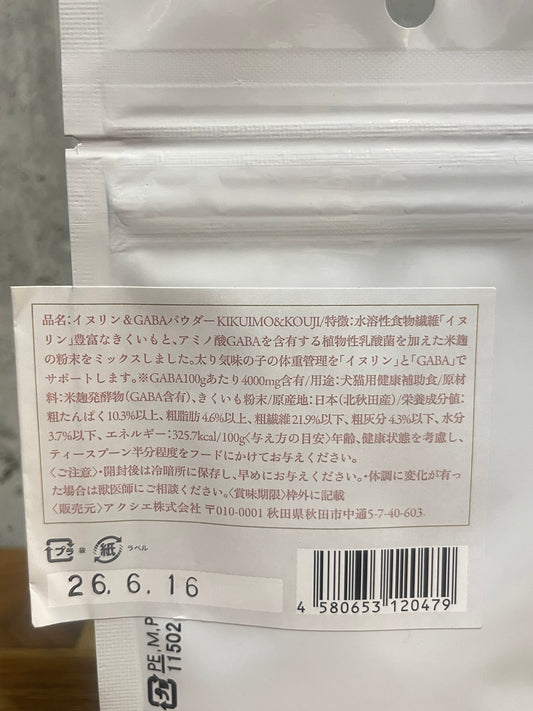 品名:イヌリン&GABAパウダー KIKUIMO&KOUJI/特徴:水溶性食物繊維「イヌ
リン」豊富なきくいもと、アミノ酸GABAを含有する植物性乳酸菌を加えた米麹
の粉末をミックスしました。太り気味の子の体重管理を「イヌリン」と「GABA」で
サポートします。※GABA100gあたり4000mg含有/用途:犬猫用健康補助食/原材
料:米麹発酵物(GABA含有)、きくいも粉末/原産地:日本(北秋田産)/栄養成分値:
粗たんぱく10.3%以上、粗脂肪4.6%以上、粗繊維21.9%以下、粗灰分4.3%以下、水分
3.7%以下、エネルギー:325.7kcal/100g〈与え方の目安〉年齢、健康状態を考慮し、
ティースプーン半分程度をフードにかけてお与えください。
〈ご注意〉・開封後は冷暗所に保存し、早めにお与えください。・体調に変化が有っ
た場合は獣医師にご相談ください。〈賞味期限〉枠外に記載
〈販売元〉アクシエ株式会社 〒010-0001 秋田県秋田市中通5-7-40-603
プラ 袋 紙 ラベル
26.6.16
4 580653 120479
PE, M, P
11502
プラ